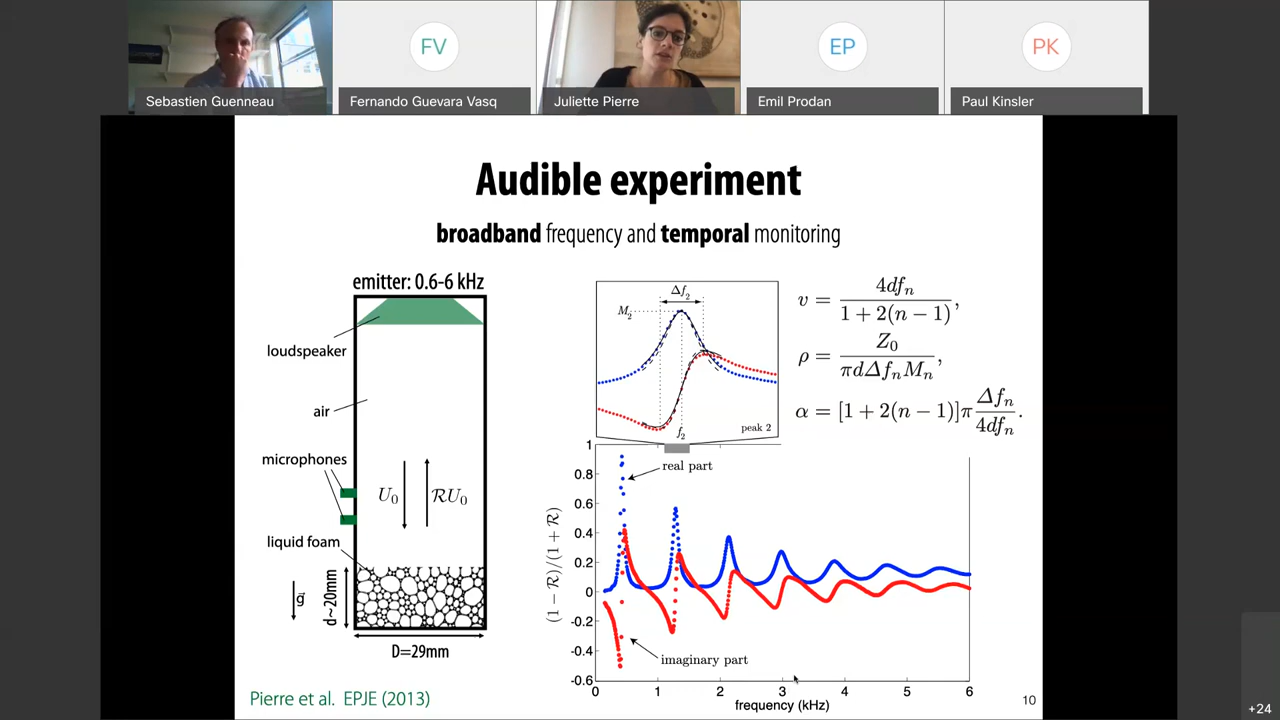 FV
EP
PK
Sebastien Guenneau
Fernando Guevara Vasq
Juliette Pierre
Emil Prodan
Paul Kinsler
Audible experiment
broadband frequency and temporal monitoring
emitter: 0.6-6 kHz
loudspeaker
air
microphones
U₀
ℛU₀
liquid foam
g⃗
d~20mm
D=29mm
Δf₂
M₂
f₂
peak 2
v = 4df_n / (1 + 2(n − 1)),
ρ = Z₀ / (πdΔf_nM_n),
α = [1 + 2(n − 1)]π Δf_n / 4df_n.
real part
imaginary part
(1 − ℛ)/(1 + ℛ)
1
0.8
0.6
0.4
0.2
0
-0.2
-0.4
-0.6
0 1 2 3 4 5 6
frequency (kHz)
Pierre et al. EPJE (2013)
10
+24